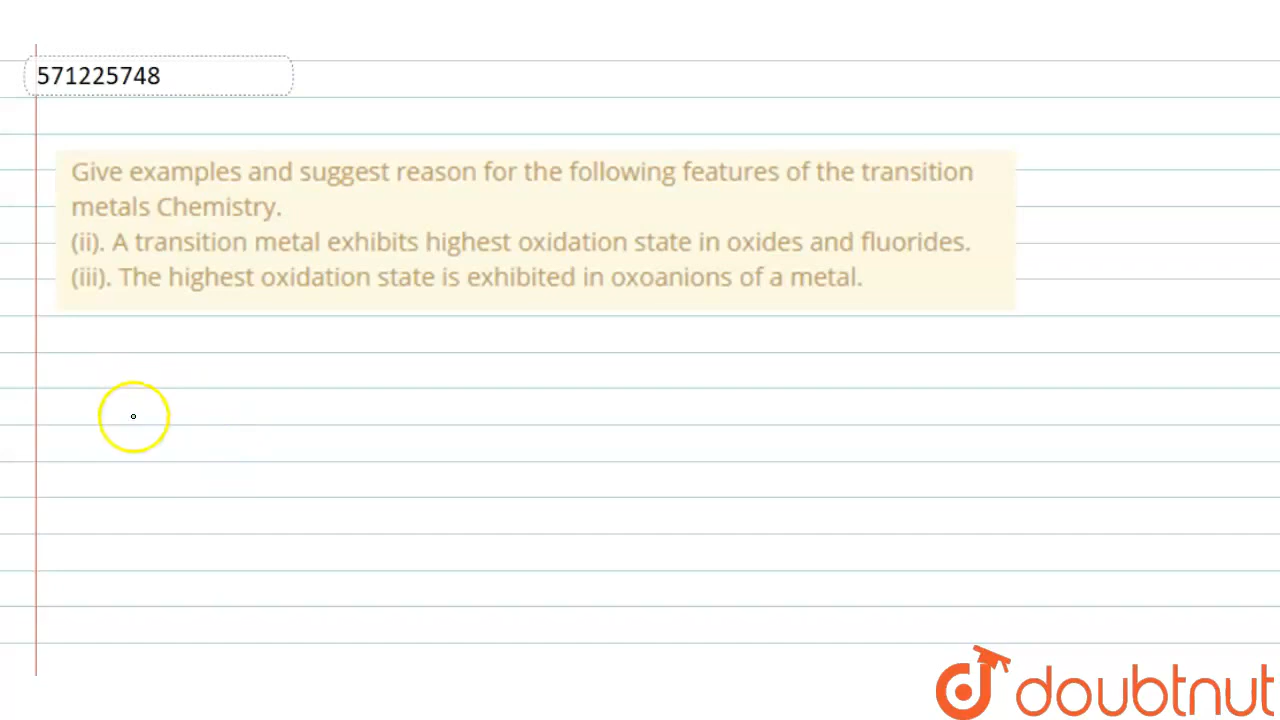 571225748
Give examples and suggest reason for the following features of the transition
metals Chemistry.
(ii). A transition metal exhibits highest oxidation state in oxides and fluorides.
(iii). The highest oxidation state is exhibited in oxoanions of a metal.
doubtnut